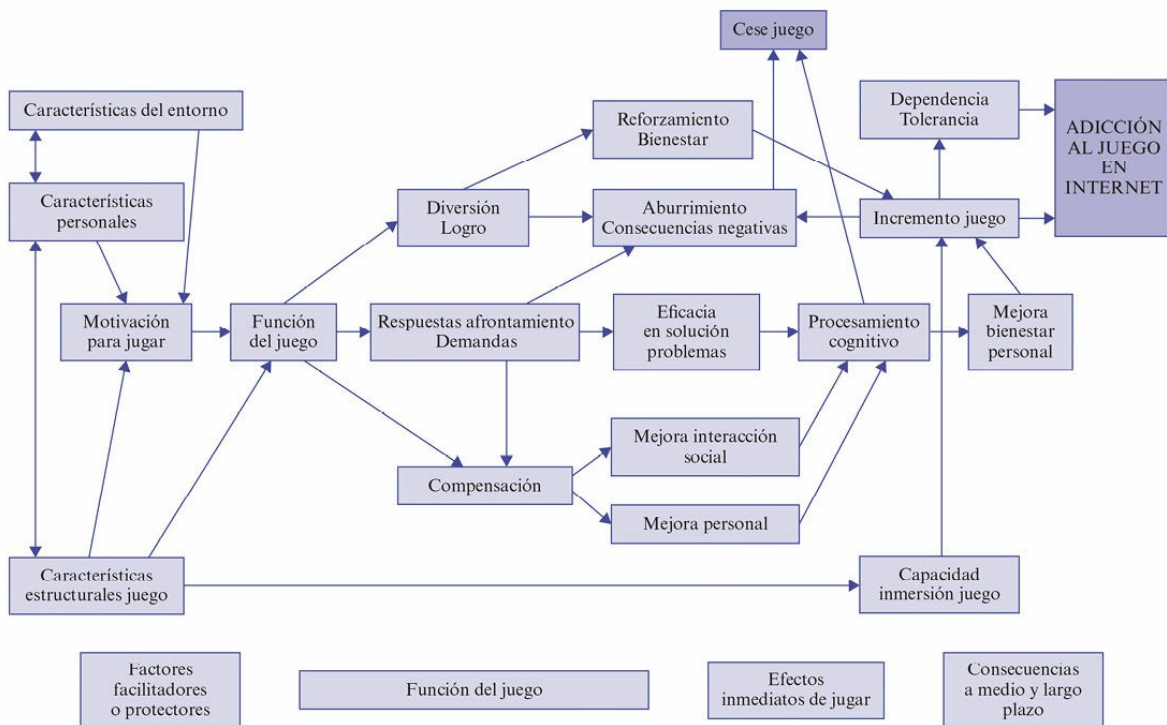 Cese juego
Características del entorno
Dependencia
Tolerancia
ADICCIÓN
AL JUEGO
EN
INTERNET
Reforzamiento
Bienestar
Características
personales
Diversión
Logro
Aburrimiento
Consecuencias negativas
Incremento juego
Motivación
para jugar
Función
del juego
Respuestas afrontamiento
Demandas
Eficacia
en solución
problemas
Procesamiento
cognitivo
Mejora
bienestar
personal
Mejora interacción
social
Compensación
Mejora personal
Características
estructurales juego
Capacidad
inmersión juego
Factores
facilitadores
o protectores
Función del juego
Efectos
inmediatos de jugar
Consecuencias
a medio y largo
plazo